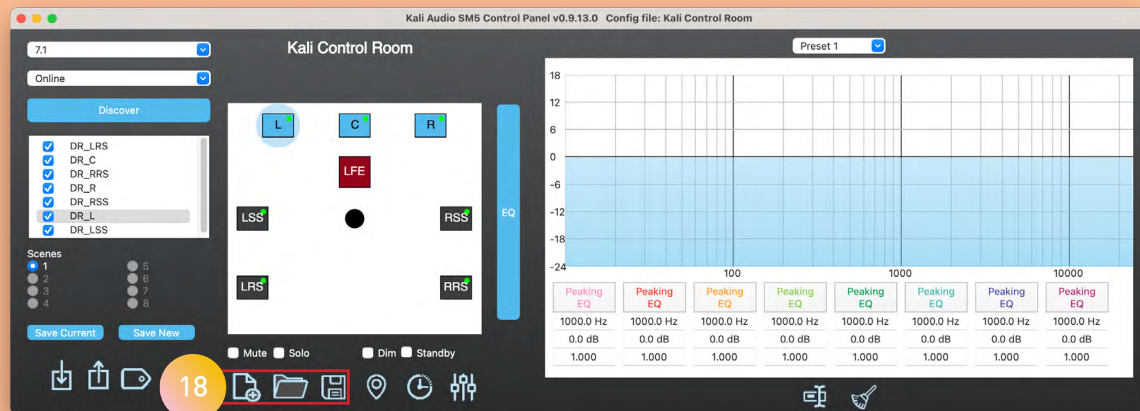 Kali Audio SM5 Control Panel v0.9.13.0 Config file: Kali Control Room
7.1
Online
Discover
DR_LRS
DR_C
DR_RRS
DR_R
DR_RSS
DR_L
DR_LSS
Scenes
1 5
2 6
3 7
4 8
Save Current Save New
Kali Control Room
L C R
LFE
LSS RSS
LRS RRS
EQ
Mute Solo Dim Standby
18
Preset 1
18
12
6
0
-6
-12
-18
-24
100 1000 10000
Peaking EQ Peaking EQ Peaking EQ Peaking EQ Peaking EQ Peaking EQ Peaking EQ Peaking EQ
1000.0 Hz 1000.0 Hz 1000.0 Hz 1000.0 Hz 1000.0 Hz 1000.0 Hz 1000.0 Hz 1000.0 Hz
0.0 dB 0.0 dB 0.0 dB 0.0 dB 0.0 dB 0.0 dB 0.0 dB 0.0 dB
1.000 1.000 1.000 1.000 1.000 1.000 1.000 1.000